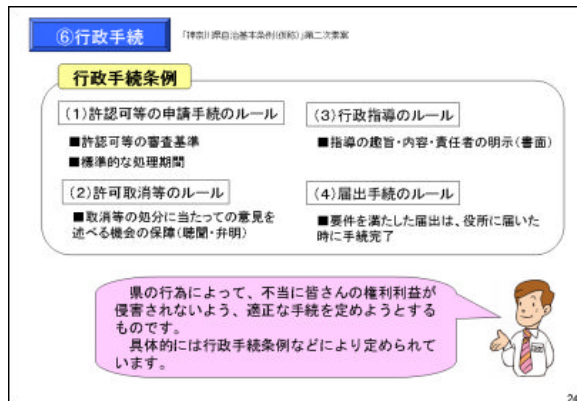 ⑥行政手続
「神奈川県自治基本条例(仮称)」第二次素案
行政手続条例
(1)許認可等の申請手続のルール
■許認可等の審査基準
■標準的な処理期間
(2)許可取消等のルール
■取消等の処分に当たっての意見を
述べる機会の保障(聴聞・弁明)
(3)行政指導のルール
■指導の趣旨・内容・責任者の明示(書面)
(4)届出手続のルール
■要件を満たした届出は、役所に届いた
時に手続完了
県の行為によって、不当に皆さんの権利利益が
侵害されないよう、適正な手続を定めようとする
ものです。
具体的には行政手続条例などにより定められて
います。
24